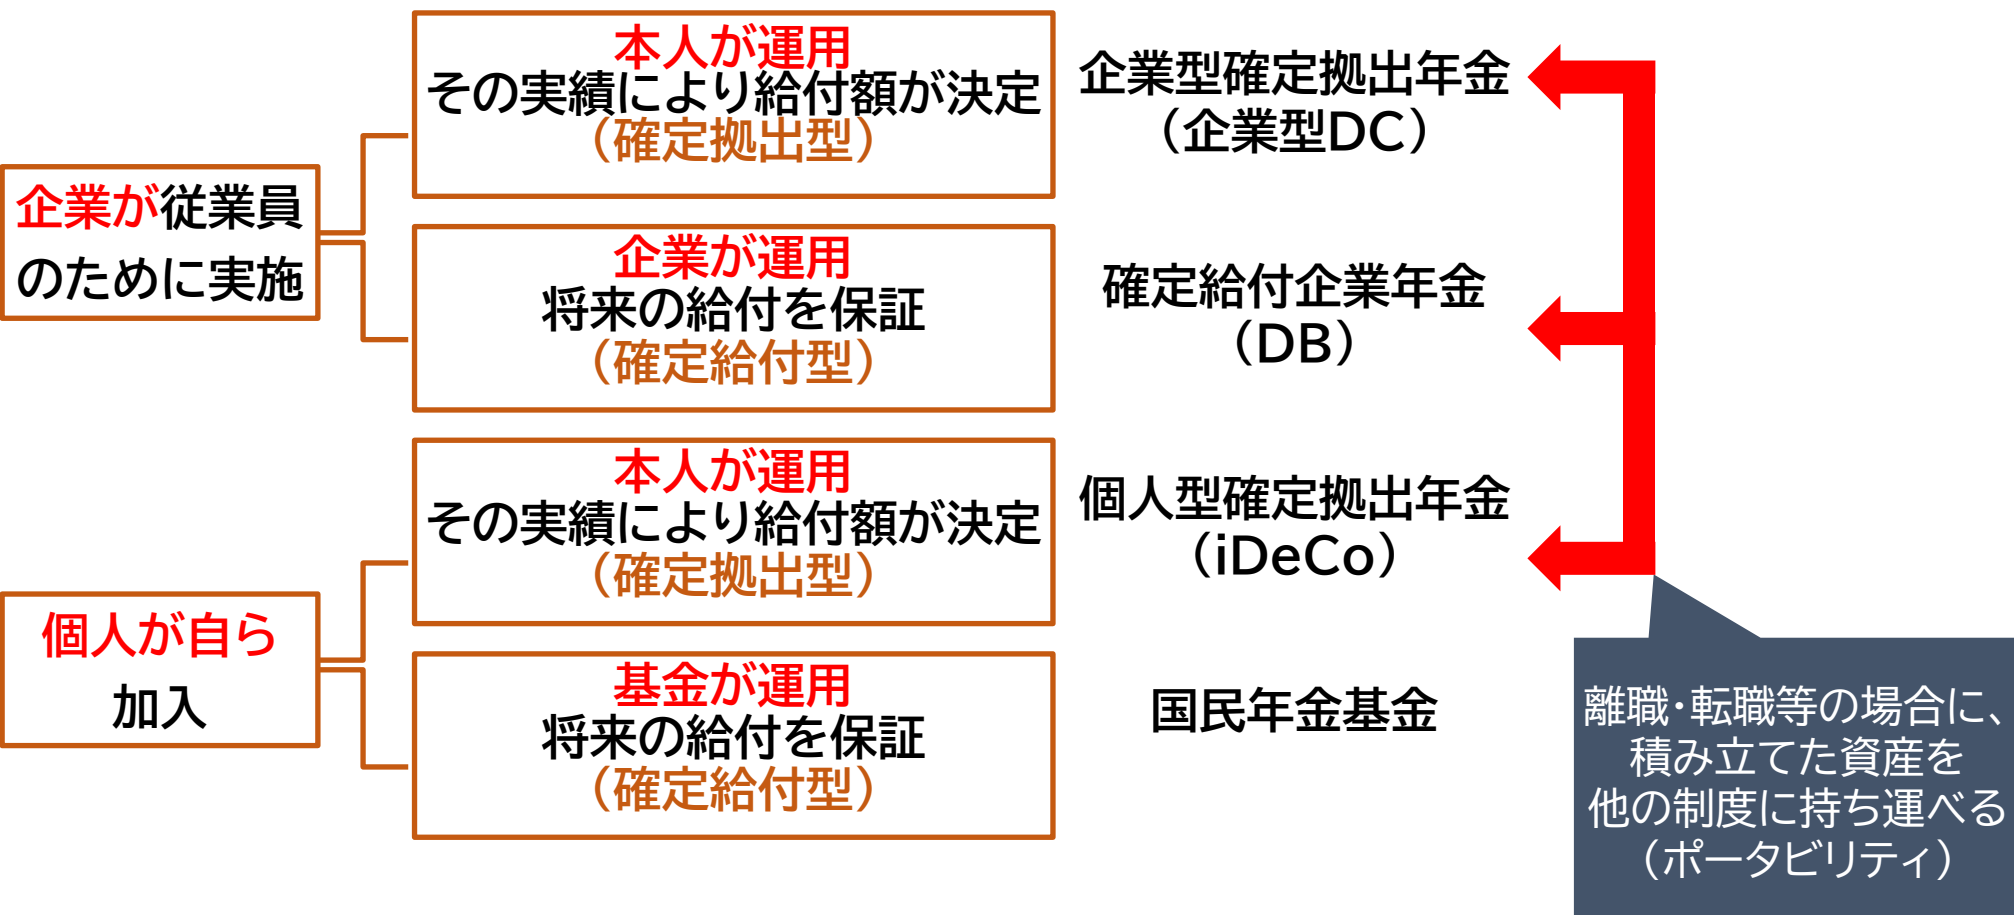 企業が従業員
のために実施
本人が運用
その実績により給付額が決定
（確定拠出型）
企業型確定拠出年金
（企業型DC）
企業が運用
将来の給付を保証
（確定給付型）
確定給付企業年金
（DB）
個人が自ら
加入
本人が運用
その実績により給付額が決定
（確定拠出型）
個人型確定拠出年金
（iDeCo）
基金が運用
将来の給付を保証
（確定給付型）
国民年金基金
離職・転職等の場合に、
積み立てた資産を
他の制度に持ち運べる
（ポータビリティ）